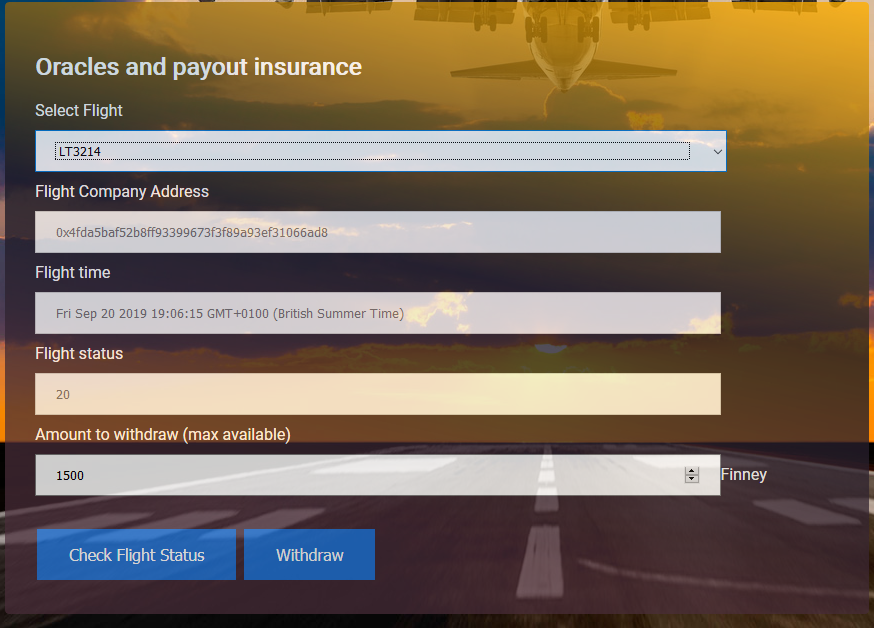 Oracles and payout insurance
Select Flight
LT3214
Flight Company Address
0x4fda5baf52b8ff93399673f3f89a93ef31066ad8
Flight time
Fri Sep 20 2019 19:06:15 GMT+0100 (British Summer Time)
Flight status
20
Amount to withdraw (max available)
1500 Finney
Check Flight Status Withdraw